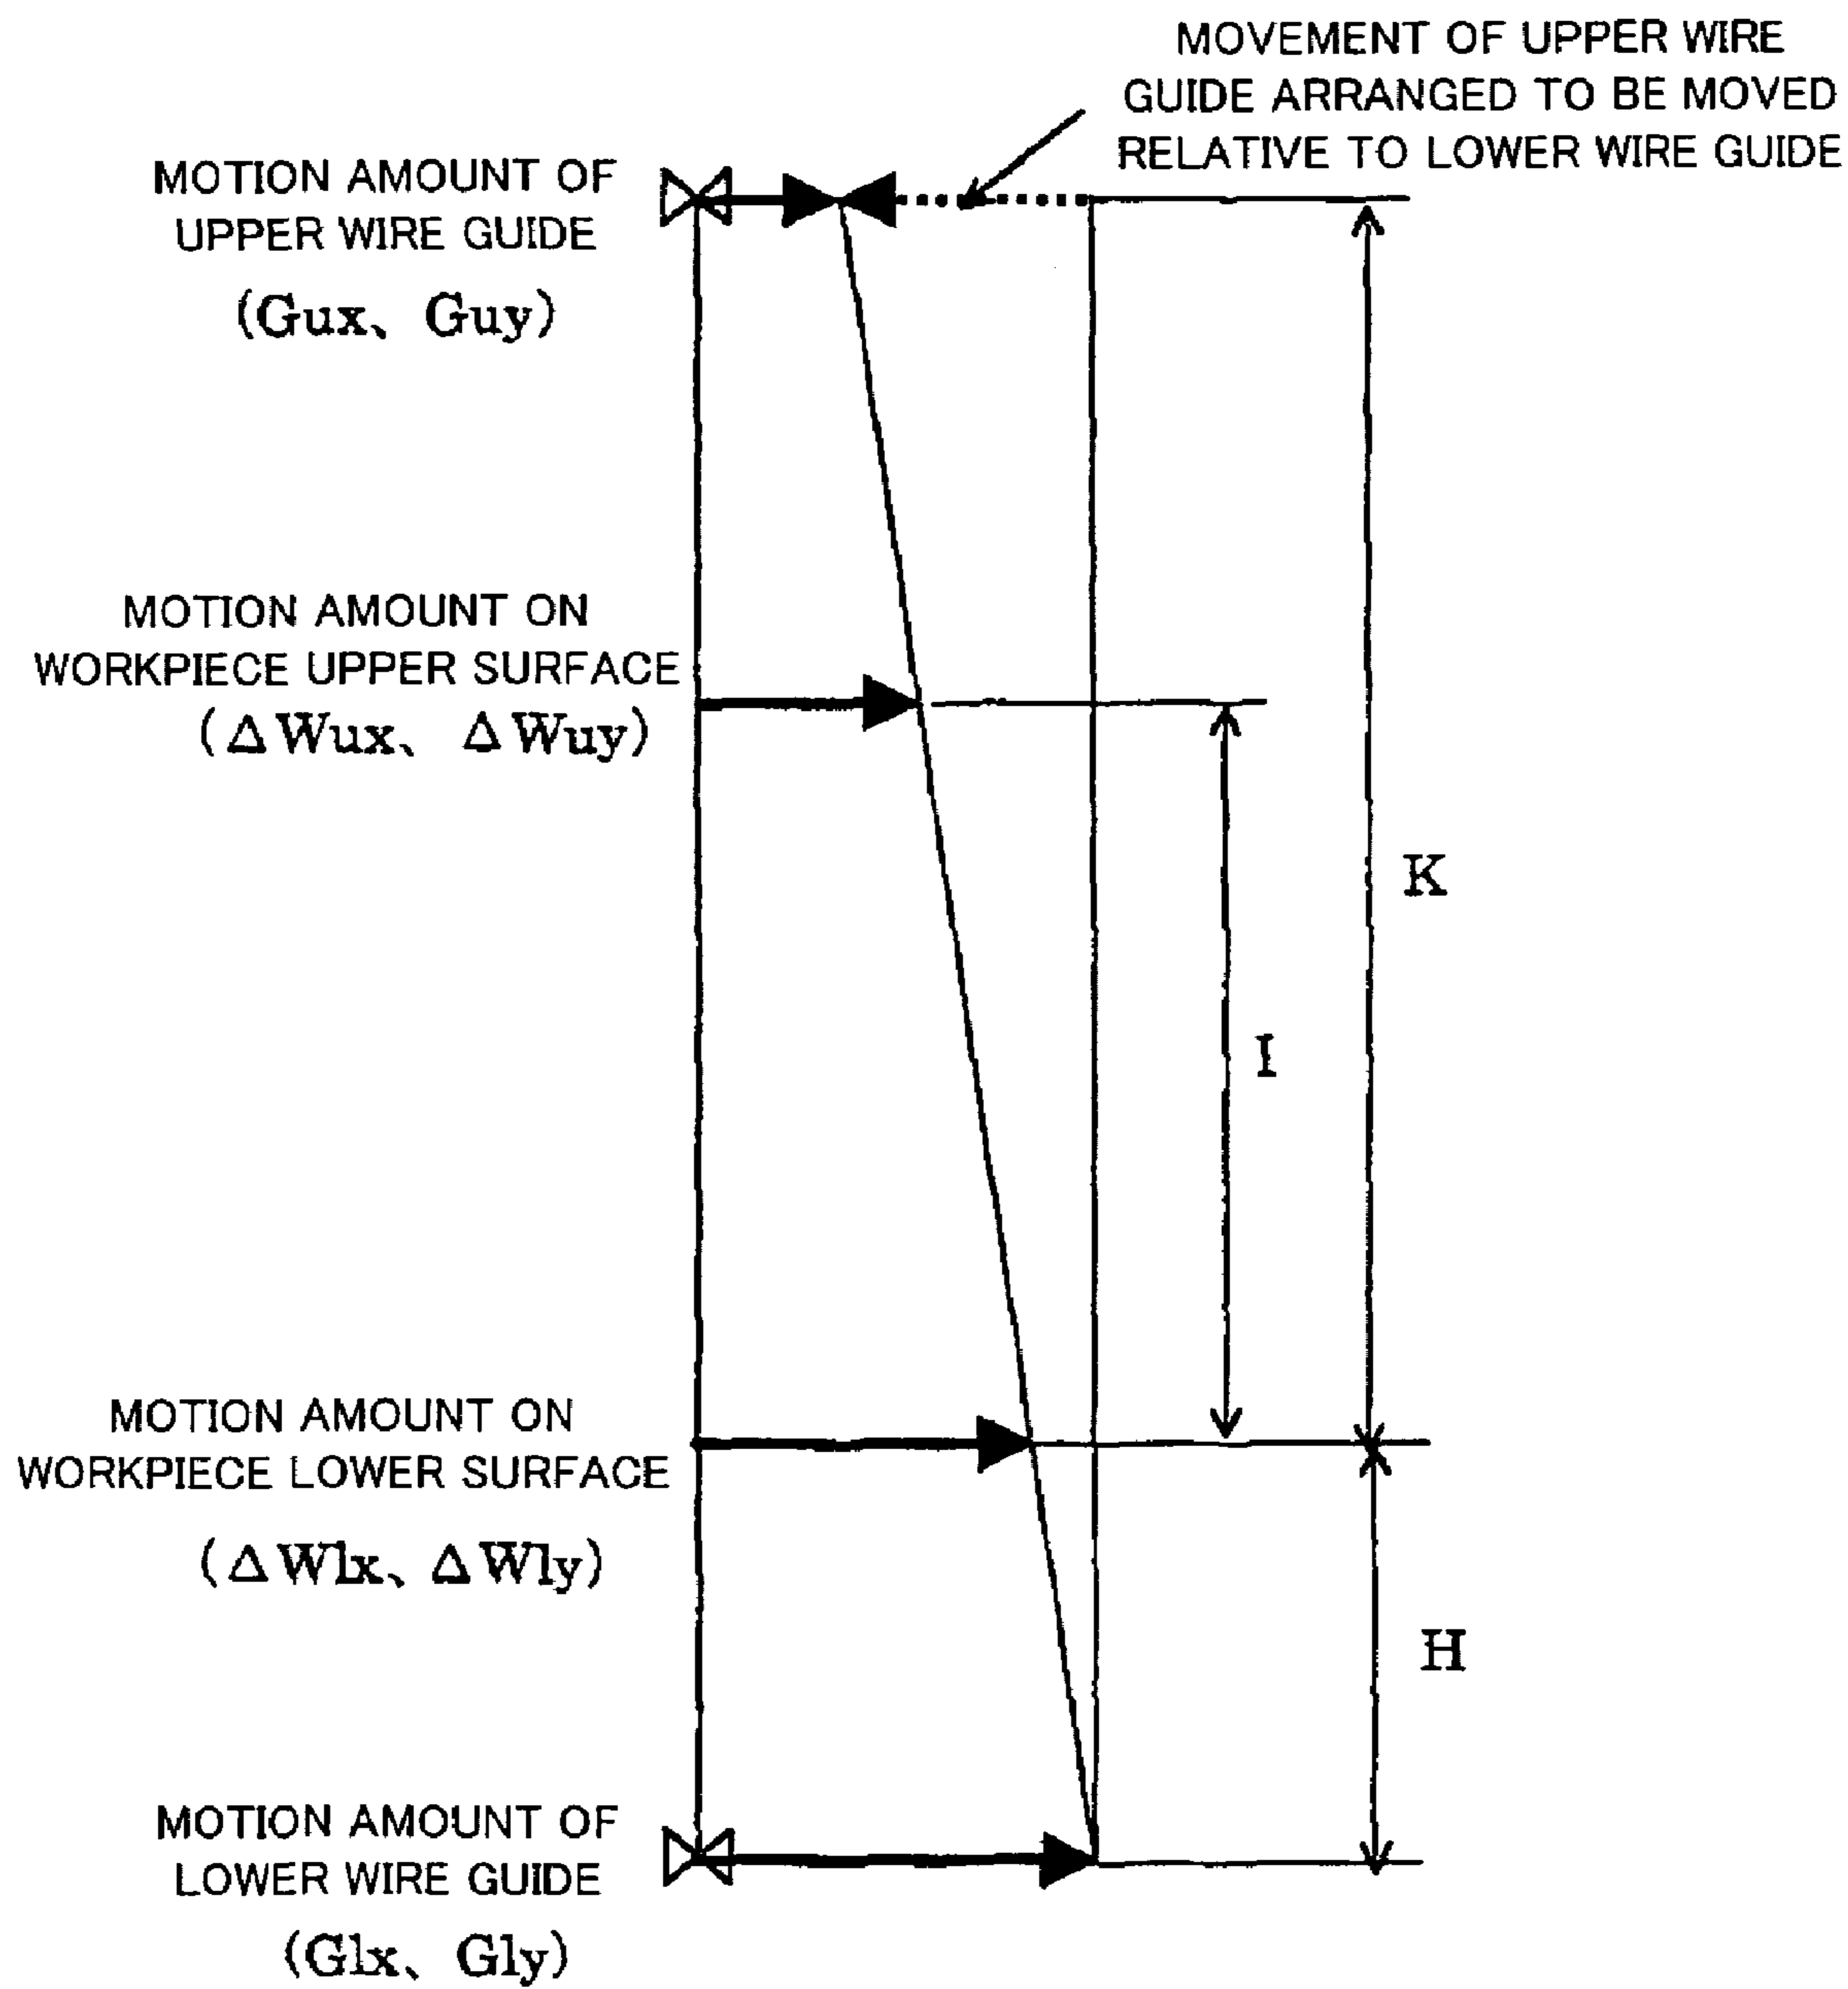 MOVEMENT OF UPPER WIRE
GUIDE ARRANGED TO BE MOVED
RELATIVE TO LOWER WIRE GUIDE
MOTION AMOUNT OF
UPPER WIRE GUIDE
(Gux、Guy)
MOTION AMOUNT ON
WORKPIECE UPPER SURFACE
(ΔWux、ΔWuy)
K
I
MOTION AMOUNT ON
WORKPIECE LOWER SURFACE
(ΔWlx、ΔWly)
H
MOTION AMOUNT OF
LOWER WIRE GUIDE
(Glx、Gly)